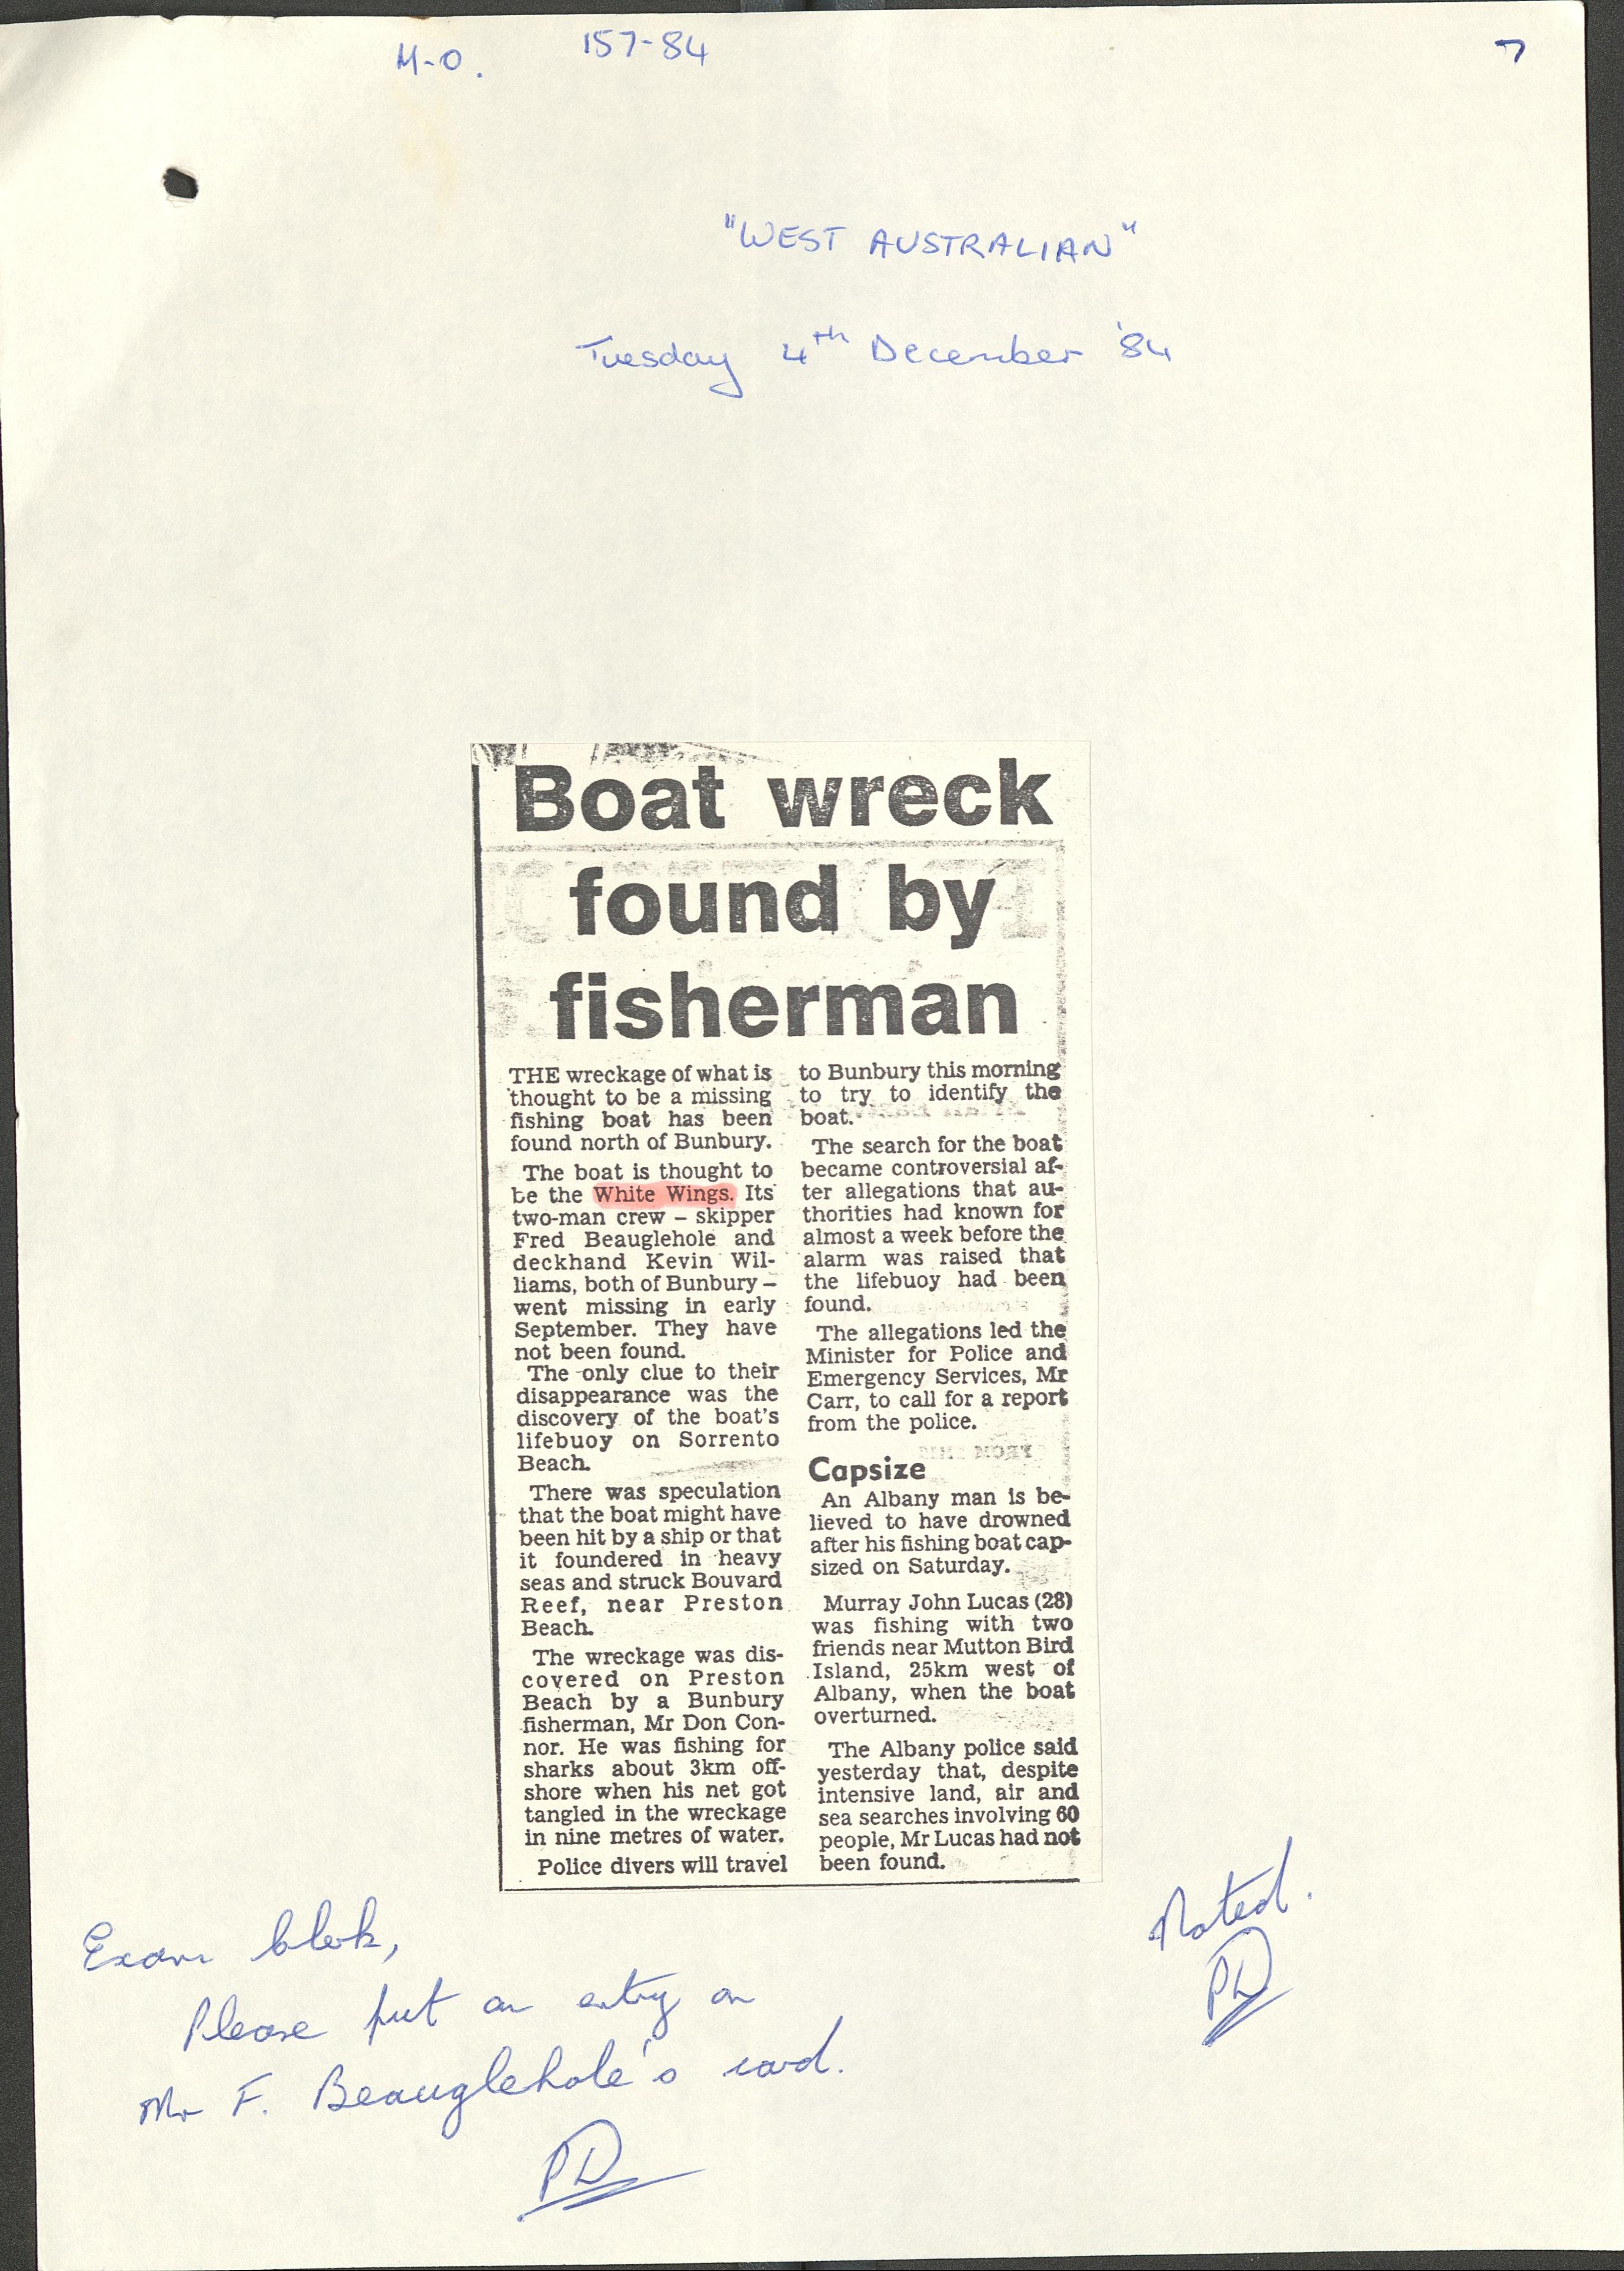 M-O. 157-84 7
"WEST AUSTRALIAN"
Tuesday 4th December '84
Boat wreck
found by
fisherman
THE wreckage of what is
thought to be a missing
fishing boat has been
found north of Bunbury.
The boat is thought to
be the White Wings. Its
two-man crew – skipper
Fred Beauglehole and
deckhand Kevin Wil-
liams, both of Bunbury –
went missing in early
September. They have
not been found.
The only clue to their
disappearance was the
discovery of the boat's
lifebuoy on Sorrento
Beach.
There was speculation
that the boat might have
been hit by a ship or that
it foundered in heavy
seas and struck Bouvard
Reef, near Preston
Beach.
The wreckage was dis-
covered on Preston
Beach by a Bunbury
fisherman, Mr Don Con-
nor. He was fishing for
sharks about 3km off-
shore when his net got
tangled in the wreckage
in nine metres of water.
Police divers will travel
to Bunbury this morning
to try to identify the
boat.
The search for the boat
became controversial af-
ter allegations that au-
thorities had known for
almost a week before the
alarm was raised that
the lifebuoy had been
found.
The allegations led the
Minister for Police and
Emergency Services, Mr
Carr, to call for a report
from the police.
Capsize
An Albany man is be-
lieved to have drowned
after his fishing boat cap-
sized on Saturday.
Murray John Lucas (28)
was fishing with two
friends near Mutton Bird
Island, 25km west of
Albany, when the boat
overturned.
The Albany police said
yesterday that, despite
intensive land, air and
sea searches involving 60
people, Mr Lucas had not
been found.
Noted.
PD
Exam clerk,
Please put an entry on
Mr F. Beauglehole's card.
PD